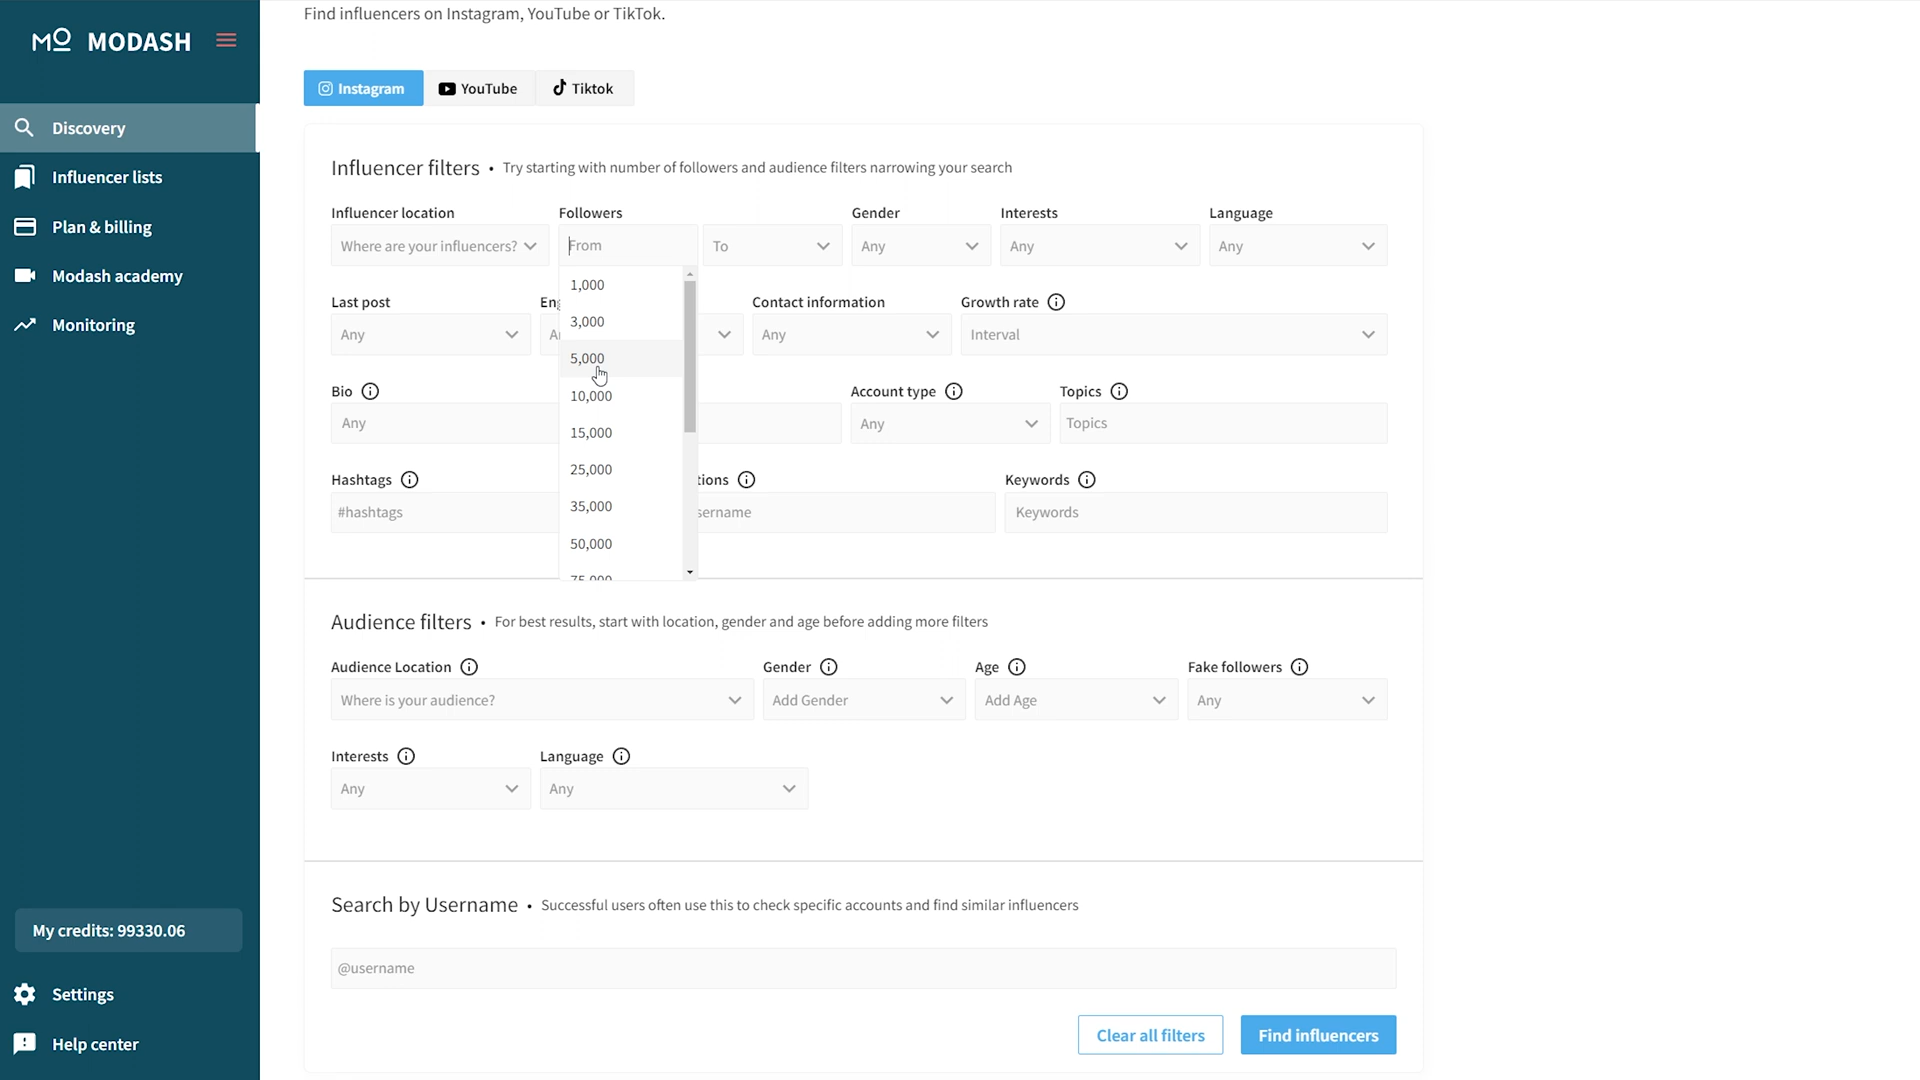 Find influencers on Instagram, YouTube or TikTok.
MO MODASH
Instagram YouTube Tiktok
Discovery
Influencer lists
Plan & billing
Modash academy
Monitoring
My credits: 99330.06
Settings
Help center
Influencer filters • Try starting with number of followers and audience filters narrowing your search
Influencer location Followers Gender Interests Language
Where are your influencers? From To Any Any Any
1,000
3,000
5,000
10,000
15,000
25,000
35,000
50,000
75,000
Last post Contact information Growth rate
Any Any Interval
Bio Account type Topics
Any Any Topics
Hashtags Keywords
#hashtags Keywords
Audience filters • For best results, start with location, gender and age before adding more filters
Audience Location Gender Age Fake followers
Where is your audience? Add Gender Add Age Any
Interests Language
Any Any
Search by Username • Successful users often use this to check specific accounts and find similar influencers
@username
Clear all filters Find influencers